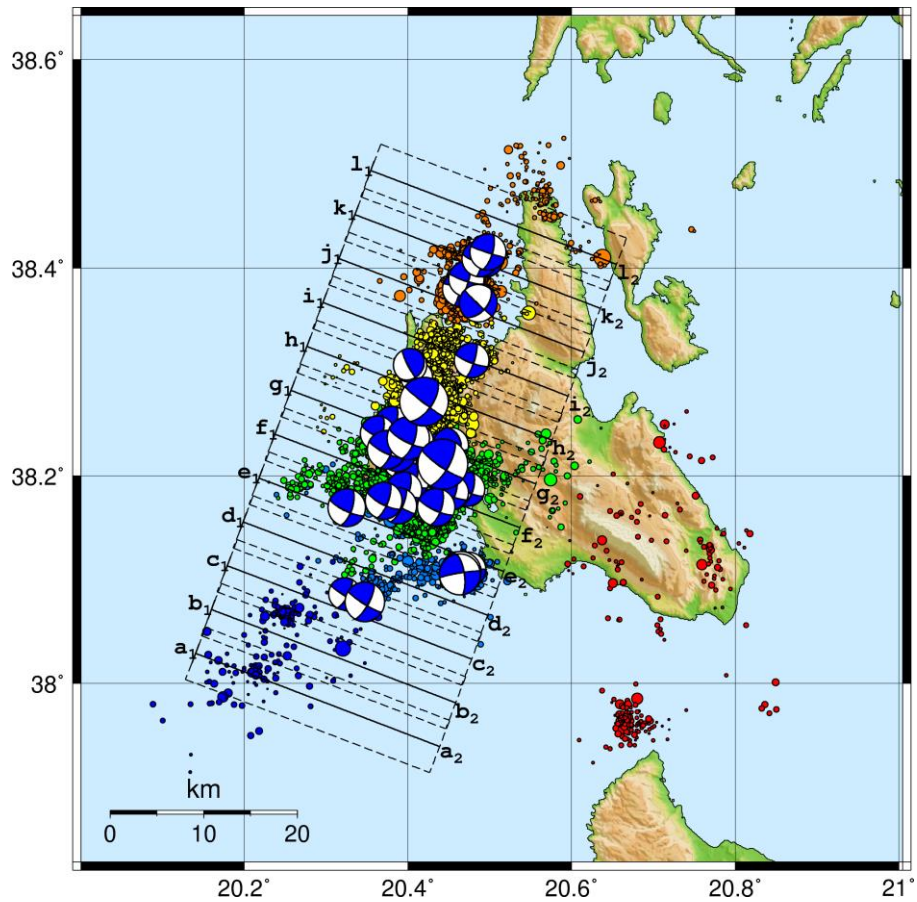 38.6˚
38.4˚
38.2˚
38˚
l1
k1
j1
i1
h1
g1
f1
e1
d1
c1
b1
a1
l2
k2
j2
i2
h2
g2
f2
e2
d2
c2
b2
a2
km
0 10 20
20.2˚ 20.4˚ 20.6˚ 20.8˚ 21˚